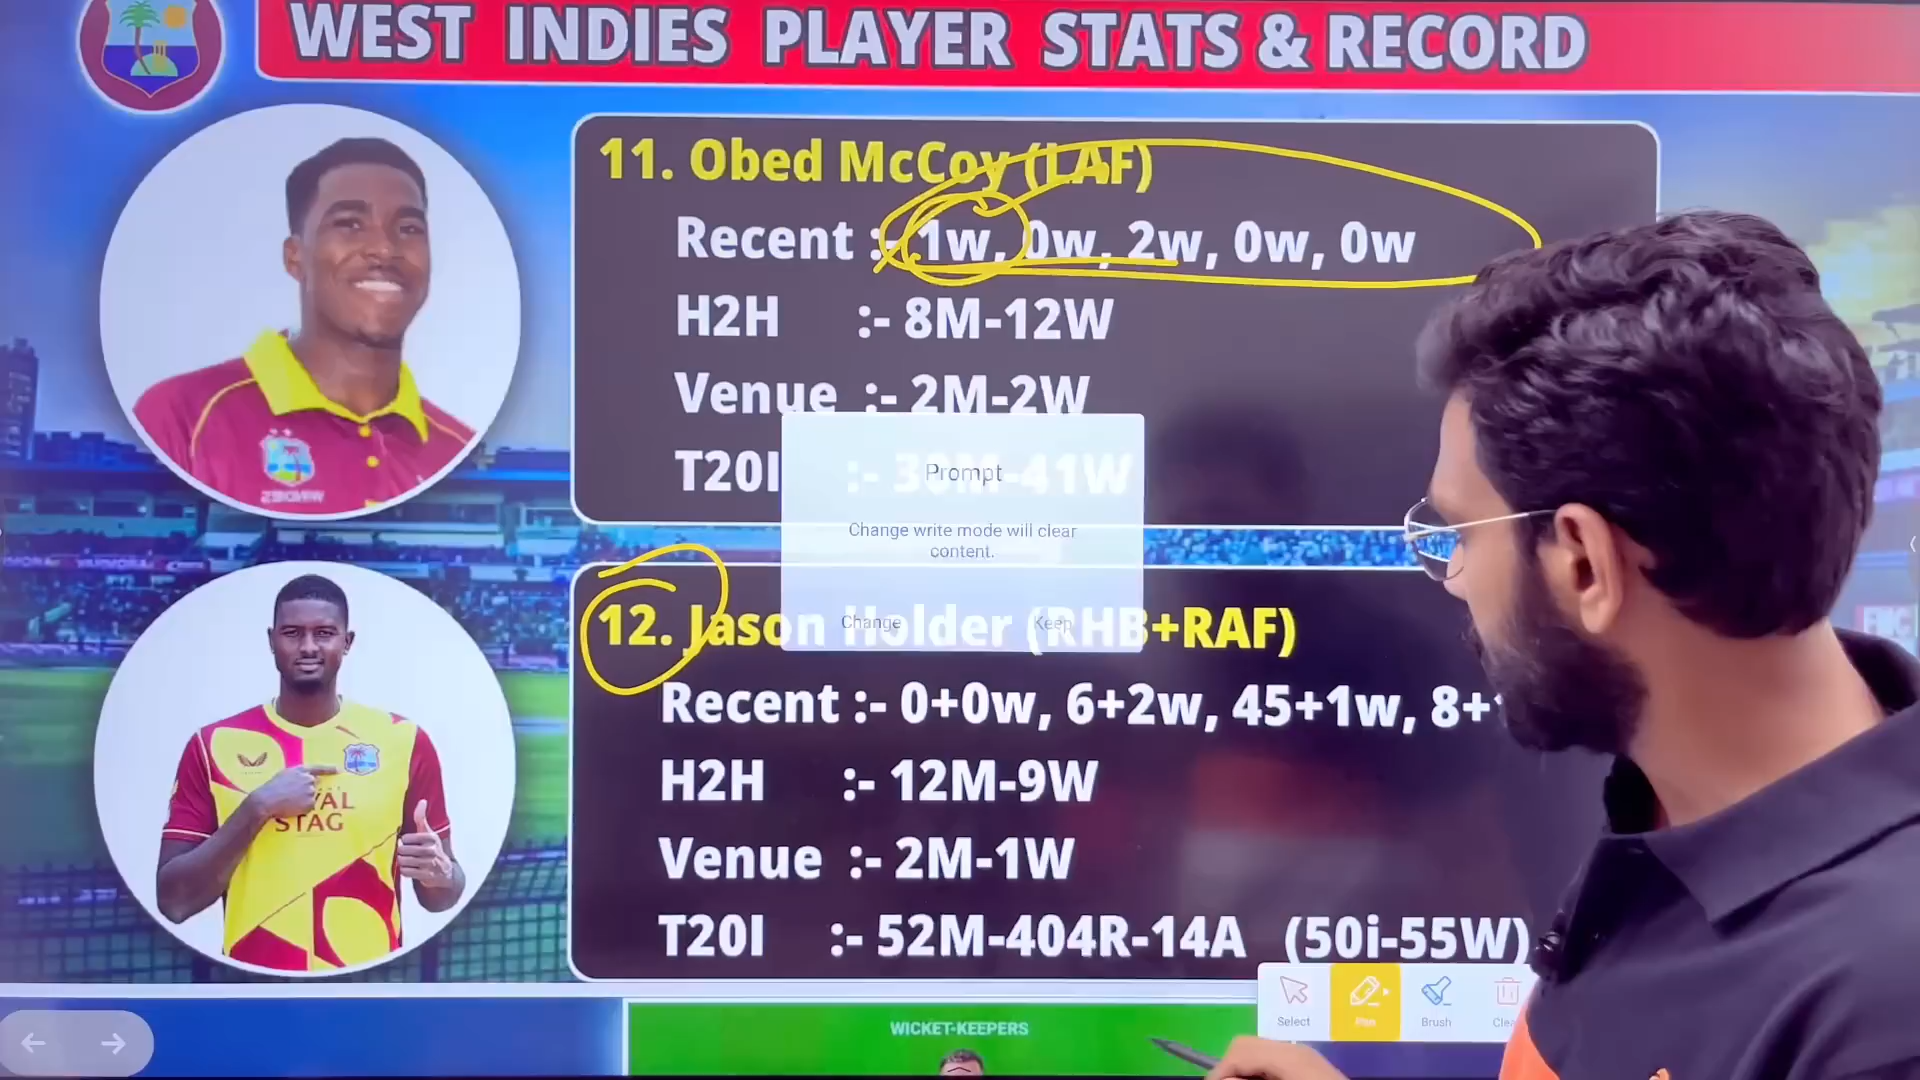 WEST INDIES PLAYER STATS & RECORD
11. Obed McCoy (LAF)
Recent :- 1w, 0w, 2w, 0w, 0w
H2H :- 8M-12W
Venue :- 2M-2W
T20I :- 30M-41W
Prompt
Change write mode will clear
content.
Change Keep
12. Jason Holder (RHB+RAF)
Recent :- 0+0w, 6+2w, 45+1w, 8+
H2H :- 12M-9W
Venue :- 2M-1W
T20I :- 52M-404R-14A (50i-55W)
STAG
Select Pen Brush
WICKET-KEEPERS